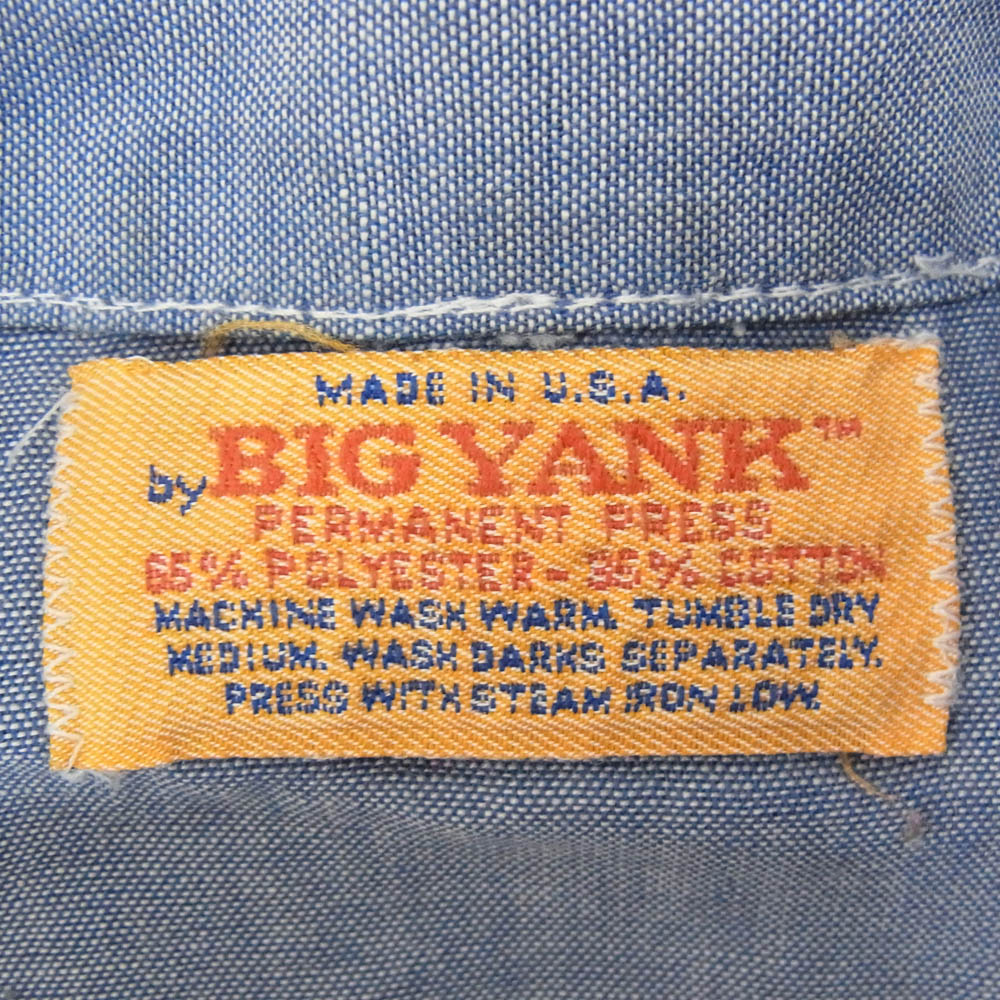 MADE IN U.S.A.
by BIG YANK™
PERMANENT PRESS
65% POLYESTER - 35% COTTON
MACHINE WASH WARM. TUMBLE DRY
MEDIUM. WASH DARKS SEPARATELY.
PRESS WITH STEAM IRON LOW.